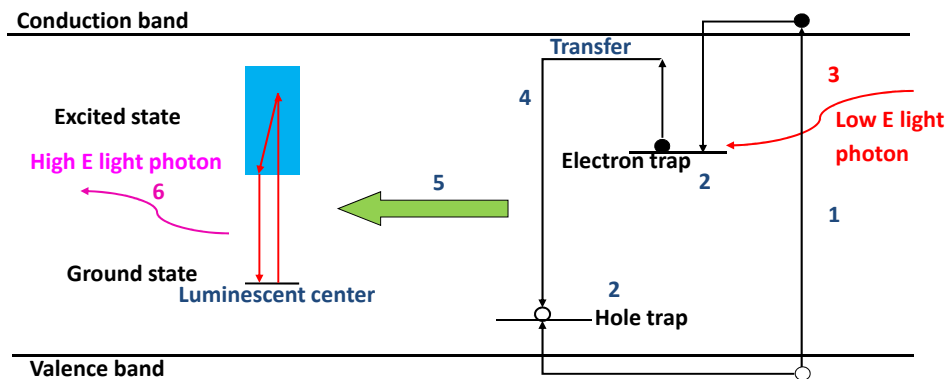 Conduction band
Transfer
3
4
Excited state
Low E light
photon
High E light photon
Electron trap
2
5
6
1
Ground state
Luminescent center
2
Hole trap
Valence band